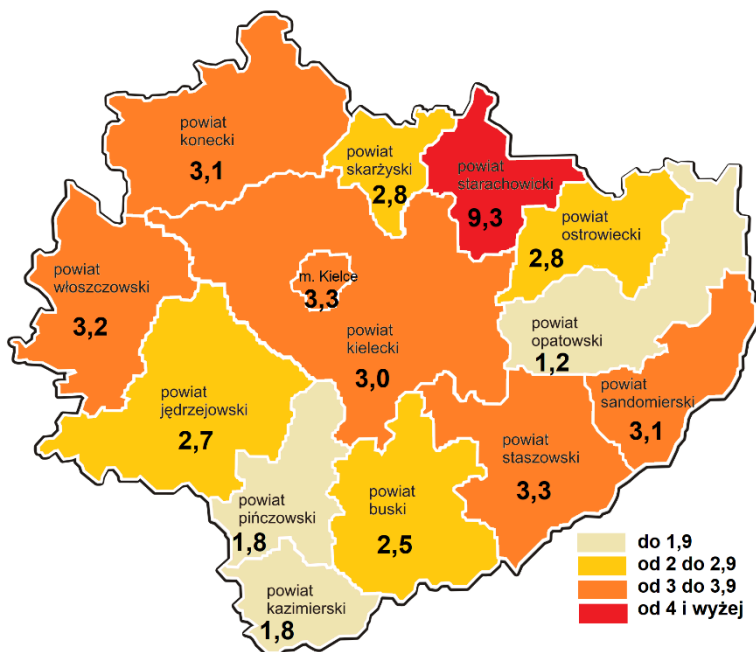 powiat
konecki
3,1
powiat
skarżyski
2,8
powiat
starachowicki
9,3
powiat
ostrowiecki
2,8
powiat
włoszczowski
3,2
m. Kielce
3,3
powiat
kielecki
3,0
powiat
opatowski
1,2
powiat
sandomierski
3,1
powiat
jędrzejowski
2,7
powiat
staszowski
3,3
powiat
pińczowski
1,8
powiat
buski
2,5
powiat
kazimierski
1,8
do 1,9
od 2 do 2,9
od 3 do 3,9
od 4 i wyżej